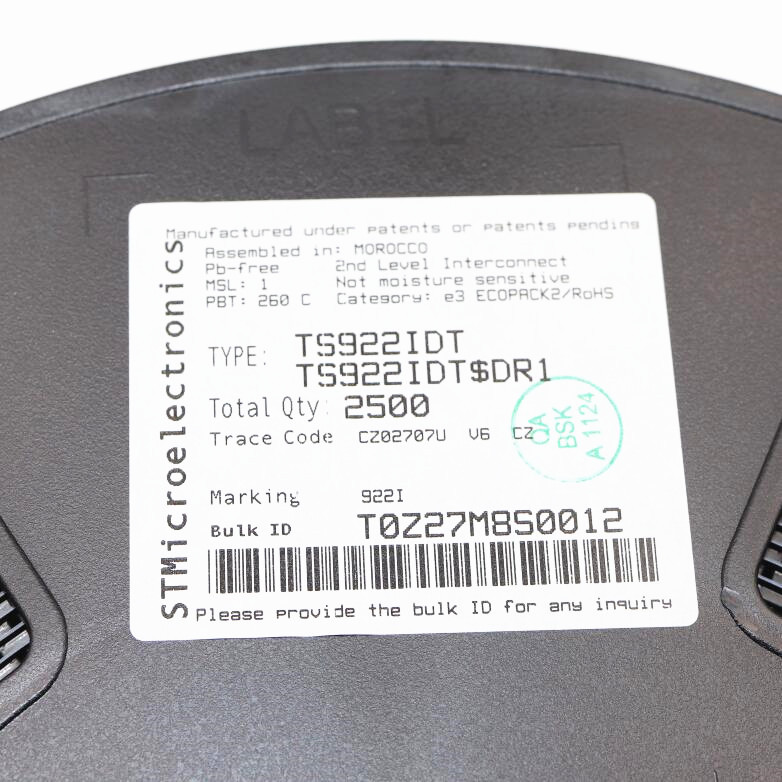 LABEL
STMicroelectronics
Manufactured under patents or patents pending
Assembled in: MOROCCO
Pb-free 2nd Level Interconnect
MSL: 1 Not moisture sensitive
PBT: 260 C Category: e3 ECOPACK2/RoHS
TYPE: TS922IDT
TS922IDT$DR1
Total Qty: 2500
Trace Code CZ02707U V6 CZ
QA
BSK
A 1124
Marking 922I
Bulk ID T0Z27M8S0012
Please provide the bulk ID for any inquiry